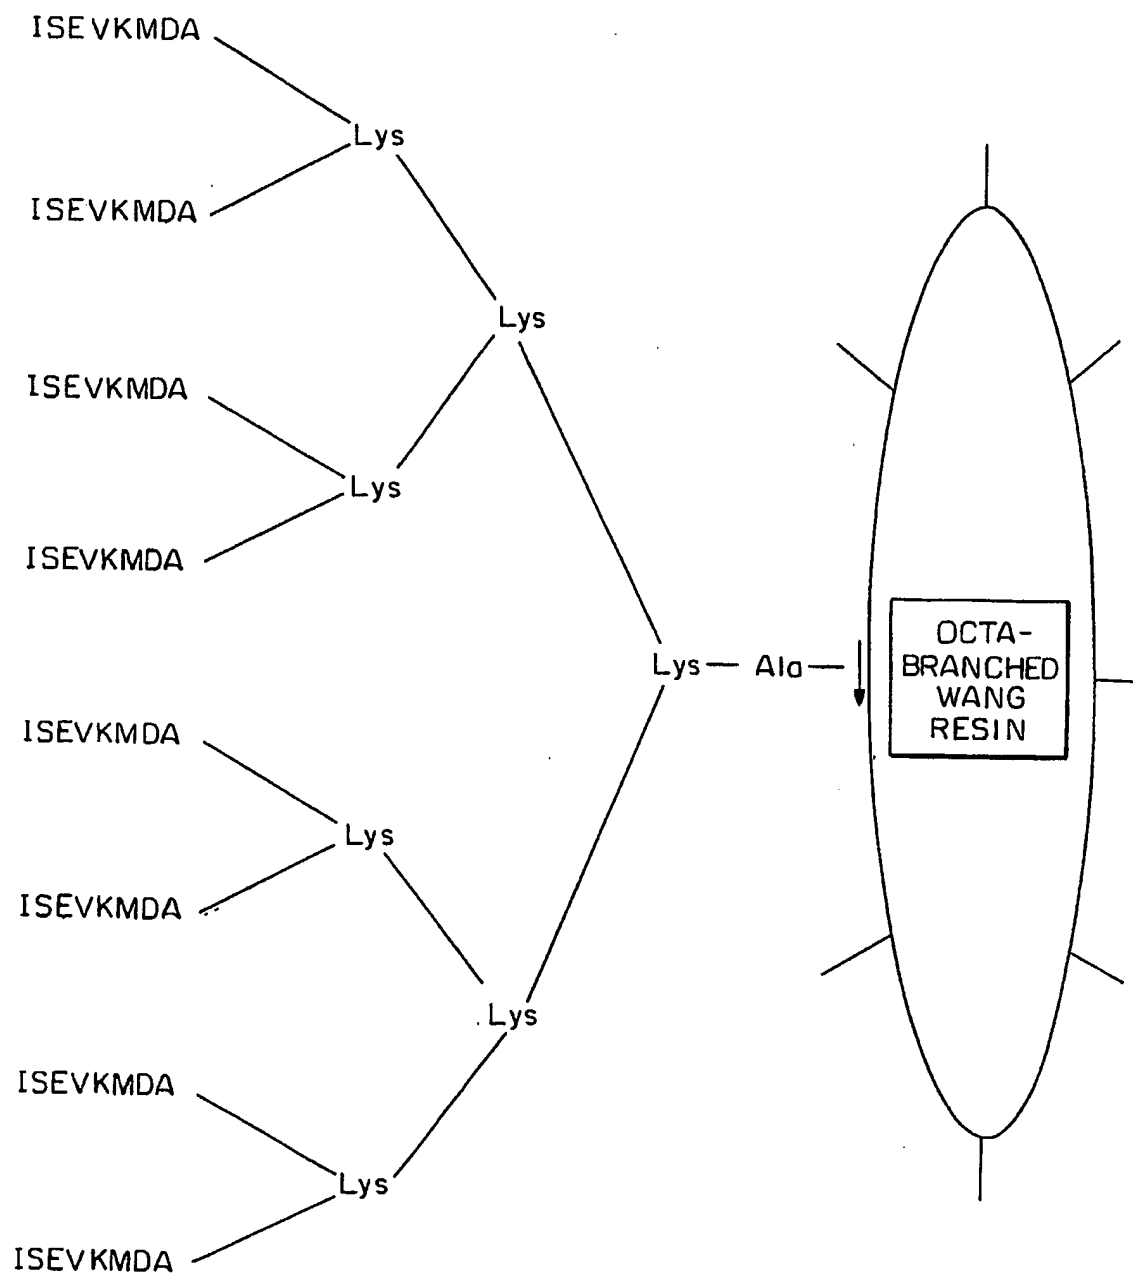 ISEVKMDA
Lys
ISEVKMDA
Lys
ISEVKMDA
Lys
ISEVKMDA
Lys — Ala —
OCTA-
BRANCHED
WANG
RESIN
ISEVKMDA
Lys
ISEVKMDA
Lys
ISEVKMDA
Lys
ISEVKMDA